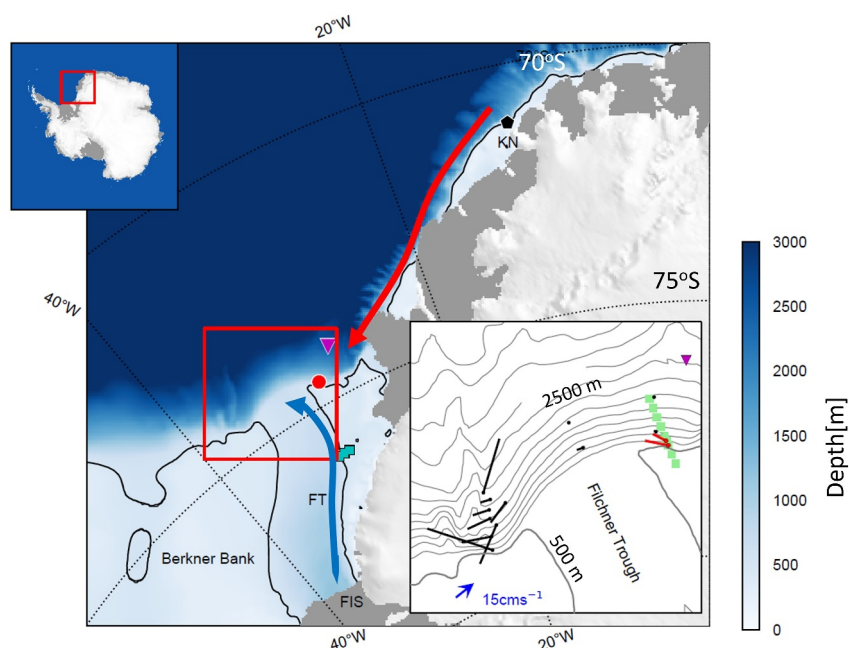 20°W
70°S
KN
75°S
40°W
2500 m
FT
Filchner Trough
500 m
Berkner Bank
15cms⁻¹
FIS
40°W
20°W
3000
2500
2000
1500
1000
500
0
Depth[m]